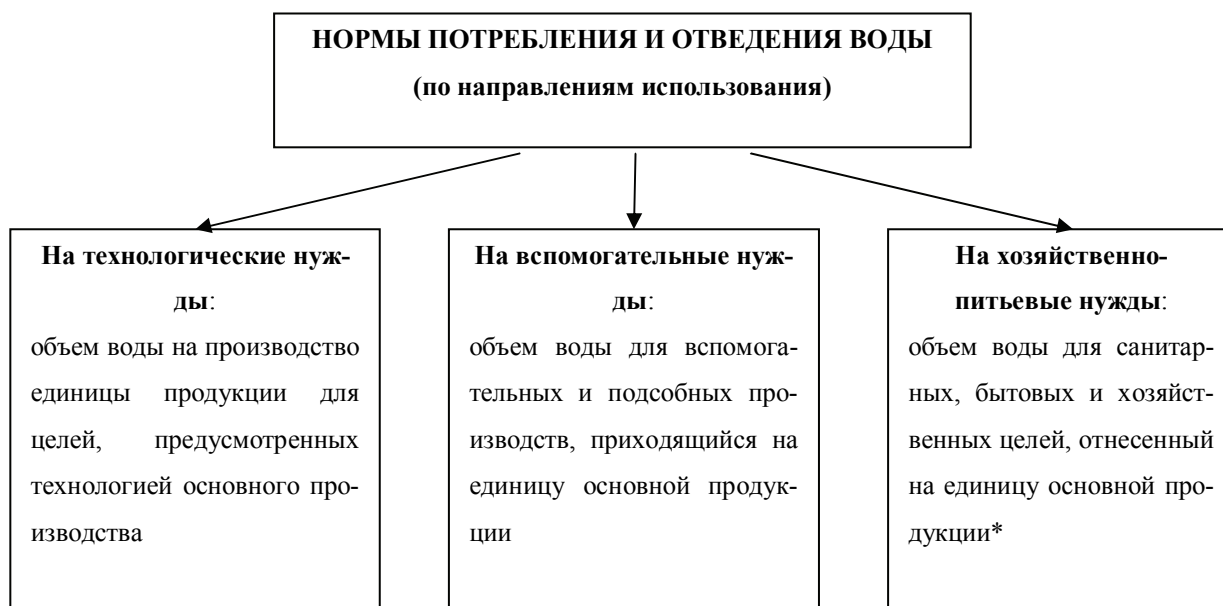 НОРМЫ ПОТРЕБЛЕНИЯ И ОТВЕДЕНИЯ ВОДЫ
(по направлениям использования)
На технологические нуж-
ды:
объем воды на производство
единицы продукции для
целей, предусмотренных
технологией основного про-
изводства
На вспомогательные нуж-
ды:
объем воды для вспомога-
тельных и подсобных про-
изводств, приходящийся на
единицу основной продук-
ции
На хозяйственно-
питьевые нужды:
объем воды для санитар-
ных, бытовых и хозяйст-
венных целей, отнесенный
на единицу основной про-
дукции*